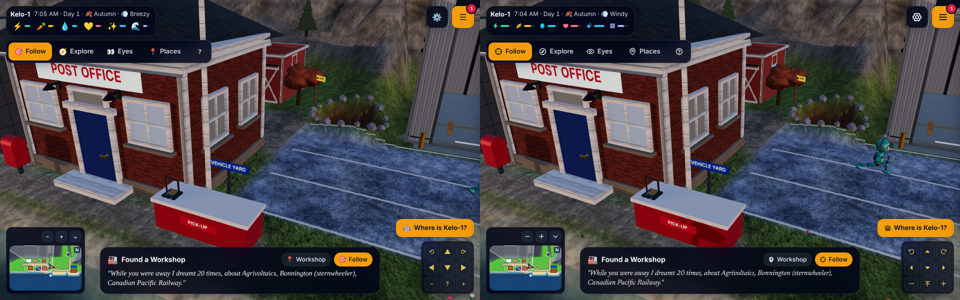 Kelo-1 7:05 AM · Day 1 · Autumn · Breezy
1
Follow Explore Eyes Places ?
POST OFFICE
VEHICLE YARD
PICK-UP
Where is Kelo-1?
Found a Workshop
Workshop Follow
"While you were away I dreamt 20 times, about Agrivoltaics, Bonnington (sternwheeler),
Canadian Pacific Railway."
Kelo-1 7:04 AM · Day 1 · Autumn · Windy
1
Follow Explore Eyes Places ?
POST OFFICE
VEHICLE YARD
PICK-UP
Where is Kelo-1?
Found a Workshop
Workshop Follow
"While you were away I dreamt 20 times, about Agrivoltaics, Bonnington (sternwheeler),
Canadian Pacific Railway."